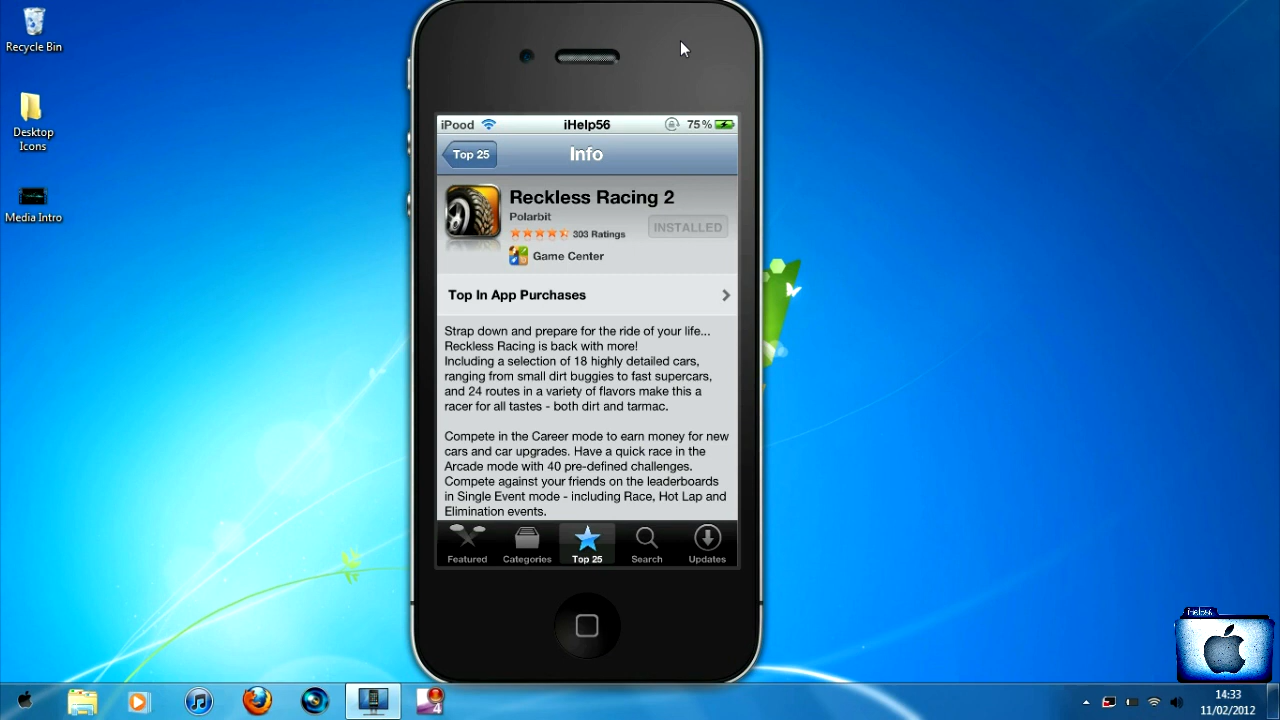 Recycle Bin
Desktop
Icons
Media Intro
iPood
iHelp56
75%
Top 25
Info
Reckless Racing 2
Polarbit
303 Ratings
INSTALLED
Game Center
Top In App Purchases
Strap down and prepare for the ride of your life...
Reckless Racing is back with more!
Including a selection of 18 highly detailed cars,
ranging from small dirt buggies to fast supercars,
and 24 routes in a variety of flavors make this a
racer for all tastes - both dirt and tarmac.
Compete in the Career mode to earn money for new
cars and car upgrades. Have a quick race in the
Arcade mode with 40 pre-defined challenges.
Compete against your friends on the leaderboards
in Single Event mode - including Race, Hot Lap and
Elimination events.
Featured
Categories
Top 25
Search
Updates
iHelp56
4
14:33
11/02/2012